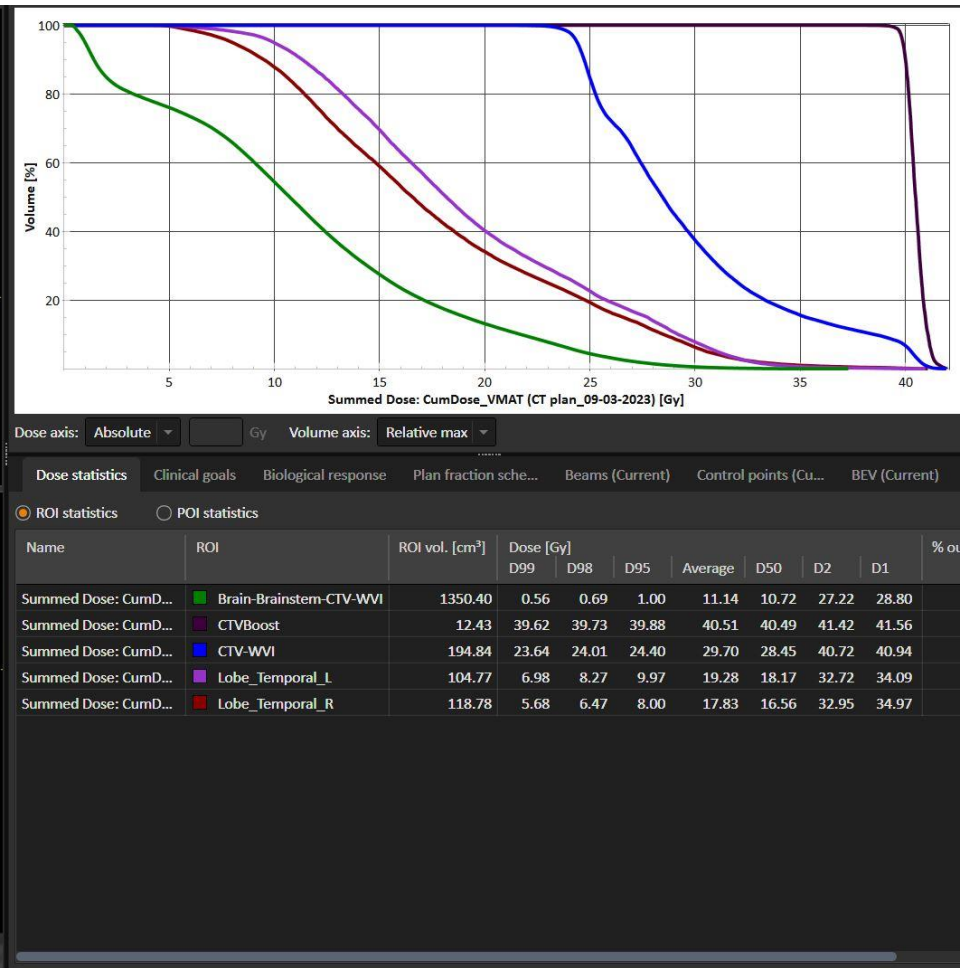 100
80
60
40
20
Volume [%]
5 10 15 20 25 30 35 40
Summed Dose: CumDose_VMAT (CT plan_09-03-2023) [Gy]
Dose axis: Absolute Gy Volume axis: Relative max
Dose statistics Clinical goals Biological response Plan fraction sche... Beams (Current) Control points (Cu... BEV (Current)
ROI statistics POI statistics
Name ROI ROI vol. [cm³] Dose [Gy] % ou
D99 D98 D95 Average D50 D2 D1
Summed Dose: CumD... Brain-Brainstem-CTV-WVI 1350.40 0.56 0.69 1.00 11.14 10.72 27.22 28.80
Summed Dose: CumD... CTVBoost 12.43 39.62 39.73 39.88 40.51 40.49 41.42 41.56
Summed Dose: CumD... CTV-WVI 194.84 23.64 24.01 24.40 29.70 28.45 40.72 40.94
Summed Dose: CumD... Lobe_Temporal_L 104.77 6.98 8.27 9.97 19.28 18.17 32.72 34.09
Summed Dose: CumD... Lobe_Temporal_R 118.78 5.68 6.47 8.00 17.83 16.56 32.95 34.97